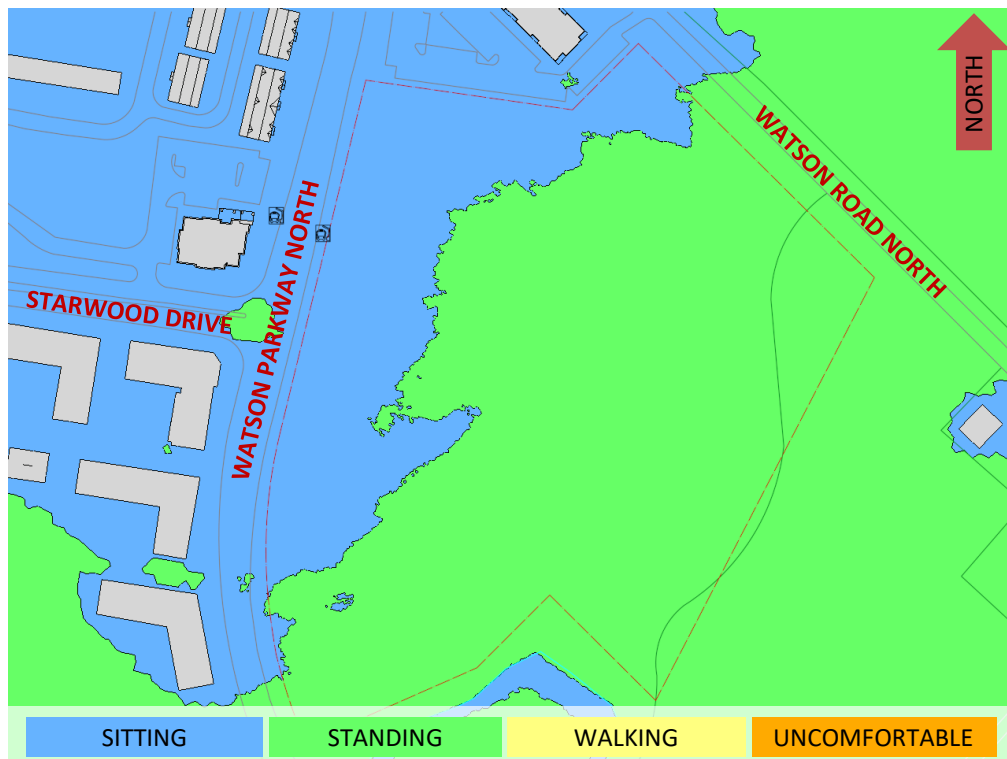 NORTH
WATSON ROAD NORTH
WATSON PARKWAY NORTH
STARWOOD DRIVE
SITTING
STANDING
WALKING
UNCOMFORTABLE